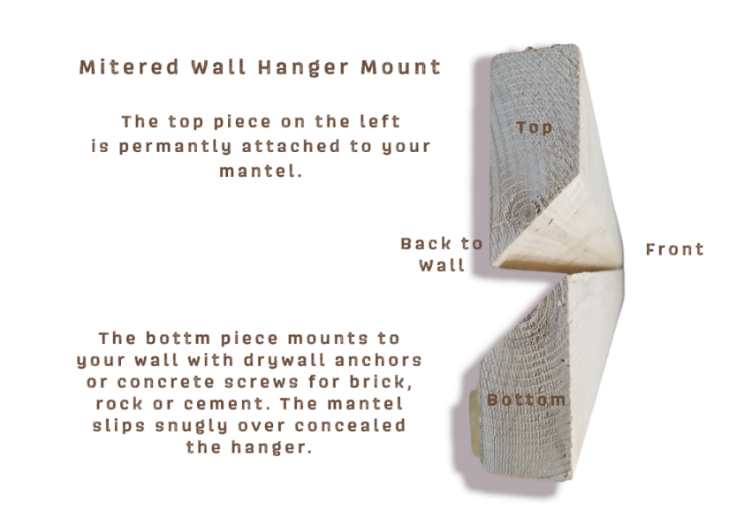 Mitered Wall Hanger Mount
The top piece on the left
is permantly attached to your
mantel.
Top
Back to
Wall
Front
The bottm piece mounts to
your wall with drywall anchors
or concrete screws for brick,
rock or cement. The mantel
slips snugly over concealed
the hanger.
Bottom